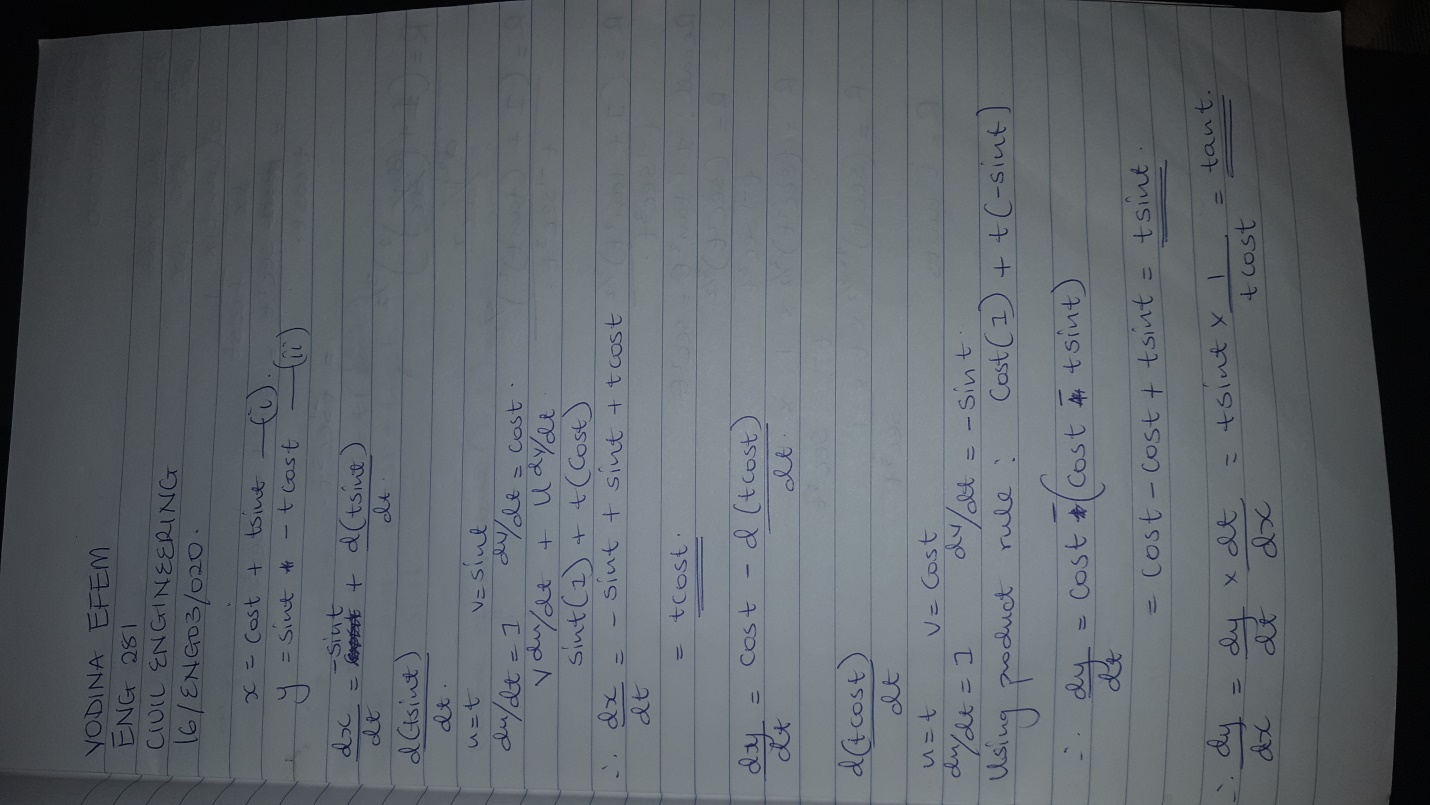 YODINA EFEM
ENG 281
CIVIL ENGINEERING
16/ENG03/020.
x = cost + tsint —(i).
y = sint - tcost —(ii)
dx/dt = -sint + d(tsint)/dt
d(tsint)/dt.
u=t v=sint
du/dt = 1 dv/dt = cost.
v du/dt + u dv/dt
sint(1) + t(cost)
∴ dx/dt = -sint + sint + tcost
= tcost.
dy/dt = cost - d(tcost)/dt.
d(tcost)/dt
u=t v=cost
du/dt=1 dv/dt = -sint.
Using product rule: cost(1) + t(-sint)
∴ dy/dt = cost - (cost - tsint)
= cost - cost + tsint = tsint.
∴ dy/dx = dy/dt × dt/dx = tsint × 1/tcost = tant.